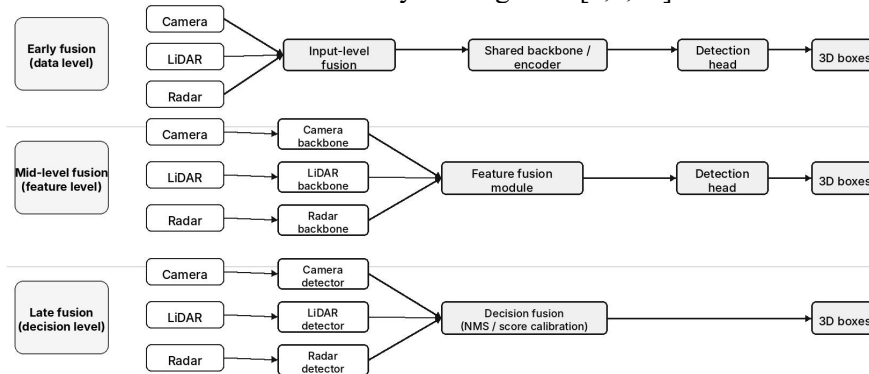 Camera
Early fusion
(data level)
LiDAR
Input-level
fusion
Shared backbone /
encoder
Detection
head
3D boxes
Radar
Camera
Camera
backbone
Mid-level fusion
(feature level)
LiDAR
LiDAR
backbone
Feature fusion
module
Detection
head
3D boxes
Radar
Radar
backbone
Camera
Camera
detector
Late fusion
(decision level)
LiDAR
LiDAR
detector
Decision fusion
(NMS / score calibration)
3D boxes
Radar
Radar
detector